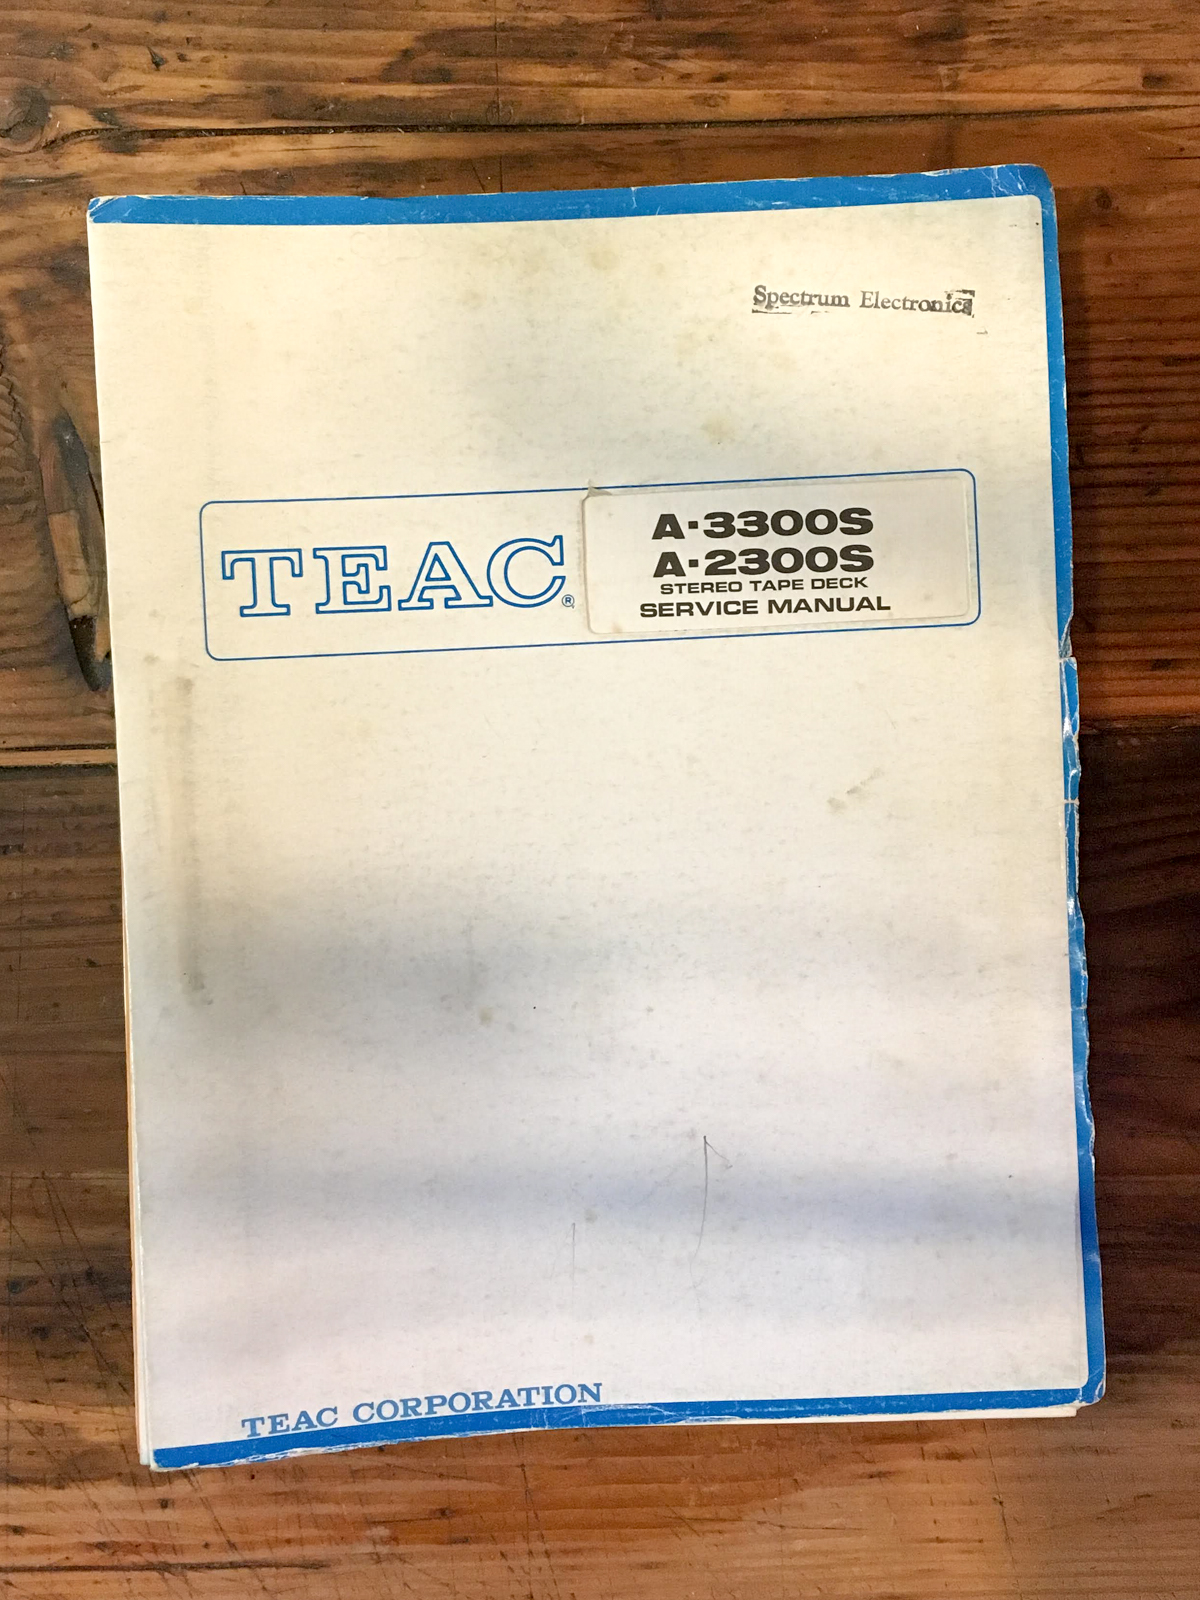 Spectrum Electronics
TEAC®
A-3300S
A-2300S
STEREO TAPE DECK
SERVICE MANUAL
TEAC CORPORATION